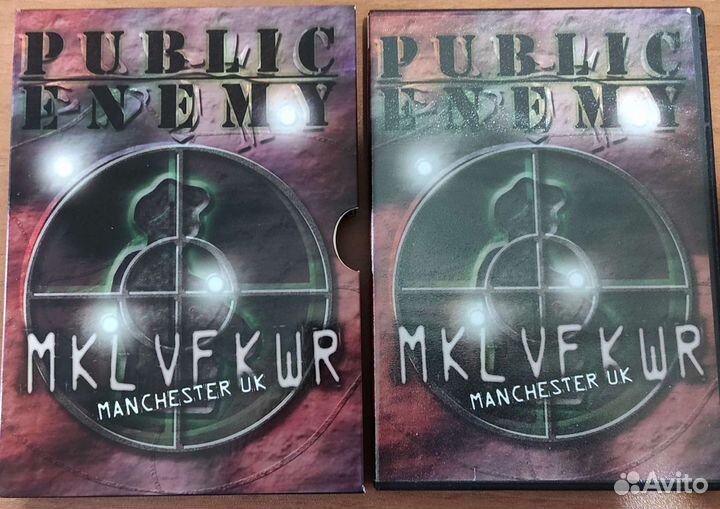 PUBLIC
ENEMY
MKLVFKWR
MANCHESTER UK
PUBLIC
ENEMY
MKLVFKWR
MANCHESTER UK
Avito